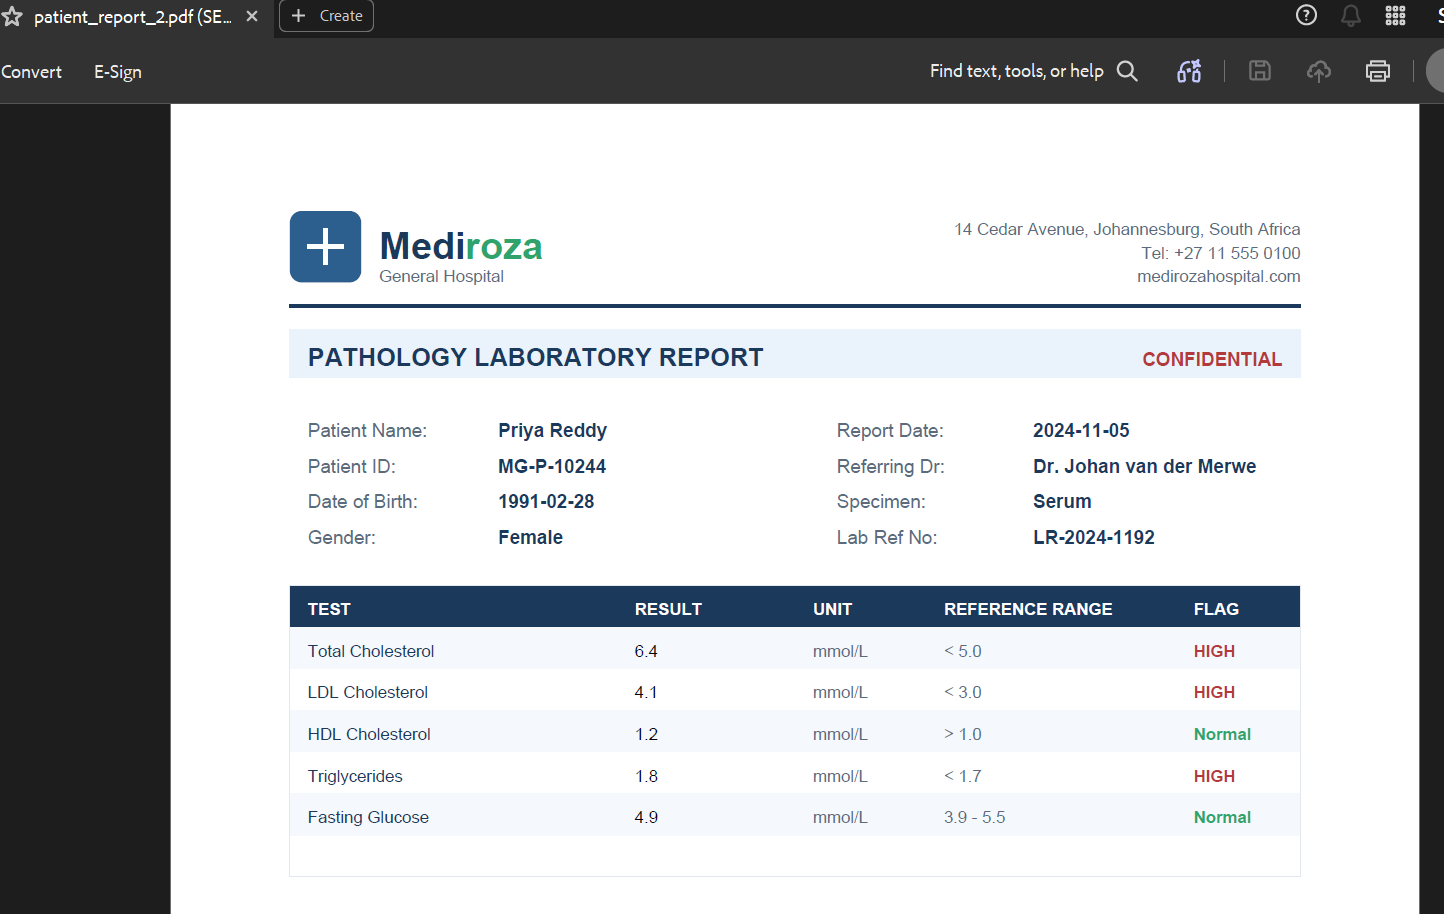 patient_report_2.pdf (SE...
Create
Convert
E-Sign
Find text, tools, or help
Mediroza
General Hospital
14 Cedar Avenue, Johannesburg, South Africa
Tel: +27 11 555 0100
medirozahospital.com
PATHOLOGY LABORATORY REPORT CONFIDENTIAL
Patient Name: Priya Reddy Report Date: 2024-11-05
Patient ID: MG-P-10244 Referring Dr: Dr. Johan van der Merwe
Date of Birth: 1991-02-28 Specimen: Serum
Gender: Female Lab Ref No: LR-2024-1192
TEST RESULT UNIT REFERENCE RANGE FLAG
Total Cholesterol 6.4 mmol/L < 5.0 HIGH
LDL Cholesterol 4.1 mmol/L < 3.0 HIGH
HDL Cholesterol 1.2 mmol/L > 1.0 Normal
Triglycerides 1.8 mmol/L < 1.7 HIGH
Fasting Glucose 4.9 mmol/L 3.9 - 5.5 Normal